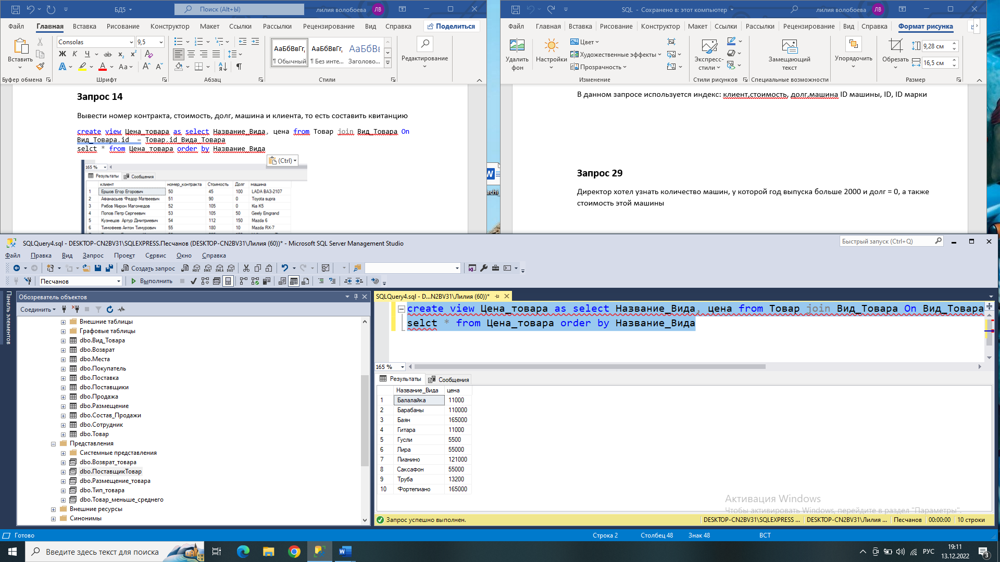 БД5
Поиск (Alt+Ы)
лилия волобоева
ЛВ
Файл
Главная
Вставка
Рисование
Конструктор
Макет
Ссылки
Рассылки
Рецензирование
Вид
Справка
Поделиться
Вставить
Consolas
9,5
Ж К Ч ab x₂ x²
Aa
АаБбВвГг,
¶ Обычный
АаБбВвГг,
¶ Без инте...
АаБбВв
Заголово...
Редактирование
Буфер обмена
Шрифт
Абзац
Стили
Запрос 14
Вывести номер контракта, стоимость, долг, машина и клиента, то есть составить квитанцию
create view Цена_товара as select Название_Вида, цена from Товар join Вид_Товара On
Вид_Товара.id = Товар.id_Вида_Товара
selct * from Цена_товара order by Название_Вида
(Ctrl)
165 %
Результаты
Сообщения
клиент номер_контракта Стоимость Долг машина
1 Ершов Егор Егорович 50 45 100 LADA ВАЗ-2107
2 Афанасьев Федор Матвеевич 51 90 0 Toyota supra
3 Рябов Мирон Магомедов 52 105 0 Kia K5
4 Попов Петр Сергеевич 53 105 50 Geely Emgrand
5 Кузнецов Артур Дмитриевич 54 112 150 Mazda 6
6 Тимофеев Антон Тимурович 55 180 10 Mazda RX-7
SQL - Сохранено в: этот компьютер
лилия волобоева
ЛВ
Файл
Главная
Вставка
Рисование
Конструктор
Макет
Ссылки
Рассылки
Рецензирование
Вид
Справка
Формат рисунка
Удалить фон
Настройки
Цвет
Художественные эффекты
Прозрачность
Экспресс-стили
Замещающий текст
Упорядочить
Обрезать
9,28 см
16,5 см
Изменение
Стили рисунков
Специальные возможности
Размер
В данном запросе используется индекс: клиент,стоимость, долг,машина ID машины, ID, ID марки
Запрос 29
Директор хотел узнать количество машин, у которой год выпуска больше 2000 и долг = 0, а также
стоимость этой машины
SQLQuery4.sql - DESKTOP-CN2BV31\SQLEXPRESS.Песчанов (DESKTOP-CN2BV31\Лилия (60))* - Microsoft SQL Server Management Studio
Быстрый запуск (Ctrl+Q)
Файл
Правка
Вид
Запрос
Проект
Сервис
Окно
Справка
Создать запрос
MDX
DMX
XMLA
DAX
Песчанов
Выполнить
Панель элементов
Обозреватель объектов
Соединить
Внешние таблицы
Графовые таблицы
dbo.Вид_Товара
dbo.Возврат
dbo.Места
dbo.Покупатель
dbo.Поставка
dbo.Поставщики
dbo.Продажа
dbo.Размещение
dbo.Состав_Продажи
dbo.Сотрудник
dbo.Товар
Представления
Системные представления
dbo.Возврат_товара
dbo.ПоставщикТовар
dbo.Размещение_товара
dbo.Тип_товара
dbo.Товар_меньше_среднего
Внешние ресурсы
Синонимы
SQLQuery4.sql - D...N2BV31\Лилия (60))*
create view Цена_товара as select Название_Вида, цена from Товар join Вид_Товара On Вид_Товара
selct * from Цена_товара order by Название_Вида
165 %
Результаты
Сообщения
Название_Вида цена
1 Балалайка 11000
2 Барабаны 110000
3 Баян 165000
4 Гитара 11000
5 Гусли 5500
6 Лира 55000
7 Пианино 121000
8 Саксафон 55000
9 Труба 13200
10 Фортепиано 165000
Активация Windows
Чтобы активировать Windows, перейдите в раздел "Параметры".
Запрос успешно выполнен.
DESKTOP-CN2BV31\SQLEXPRESS ...
DESKTOP-CN2BV31\Лилия ...
Песчанов
00:00:00
10 строки
Готово
Строка 2
Столбец 48
Знак 48
ВСТ
Введите здесь текст для поиска
РУС
19:11
13.12.2022
3